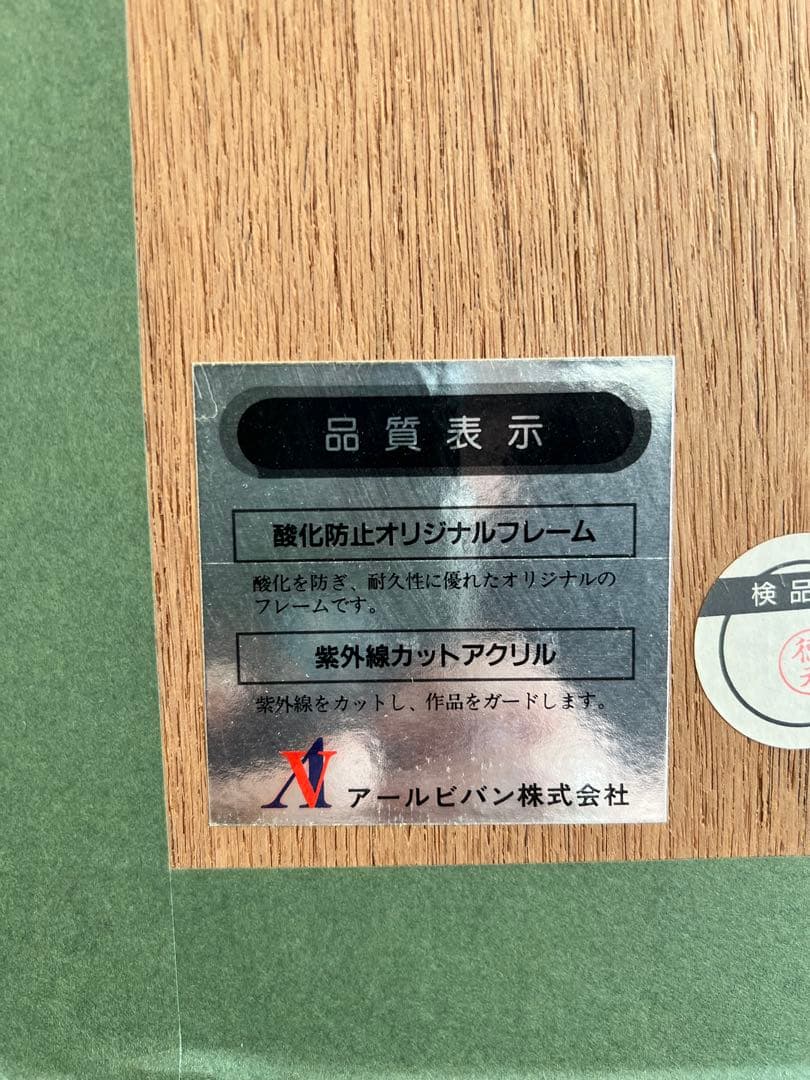 品質表示
酸化防止オリジナルフレーム
酸化を防ぎ、耐久性に優れたオリジナルの
フレームです。
紫外線カットアクリル
紫外線をカットし、作品をガードします。
AV アールビバン株式会社
検品